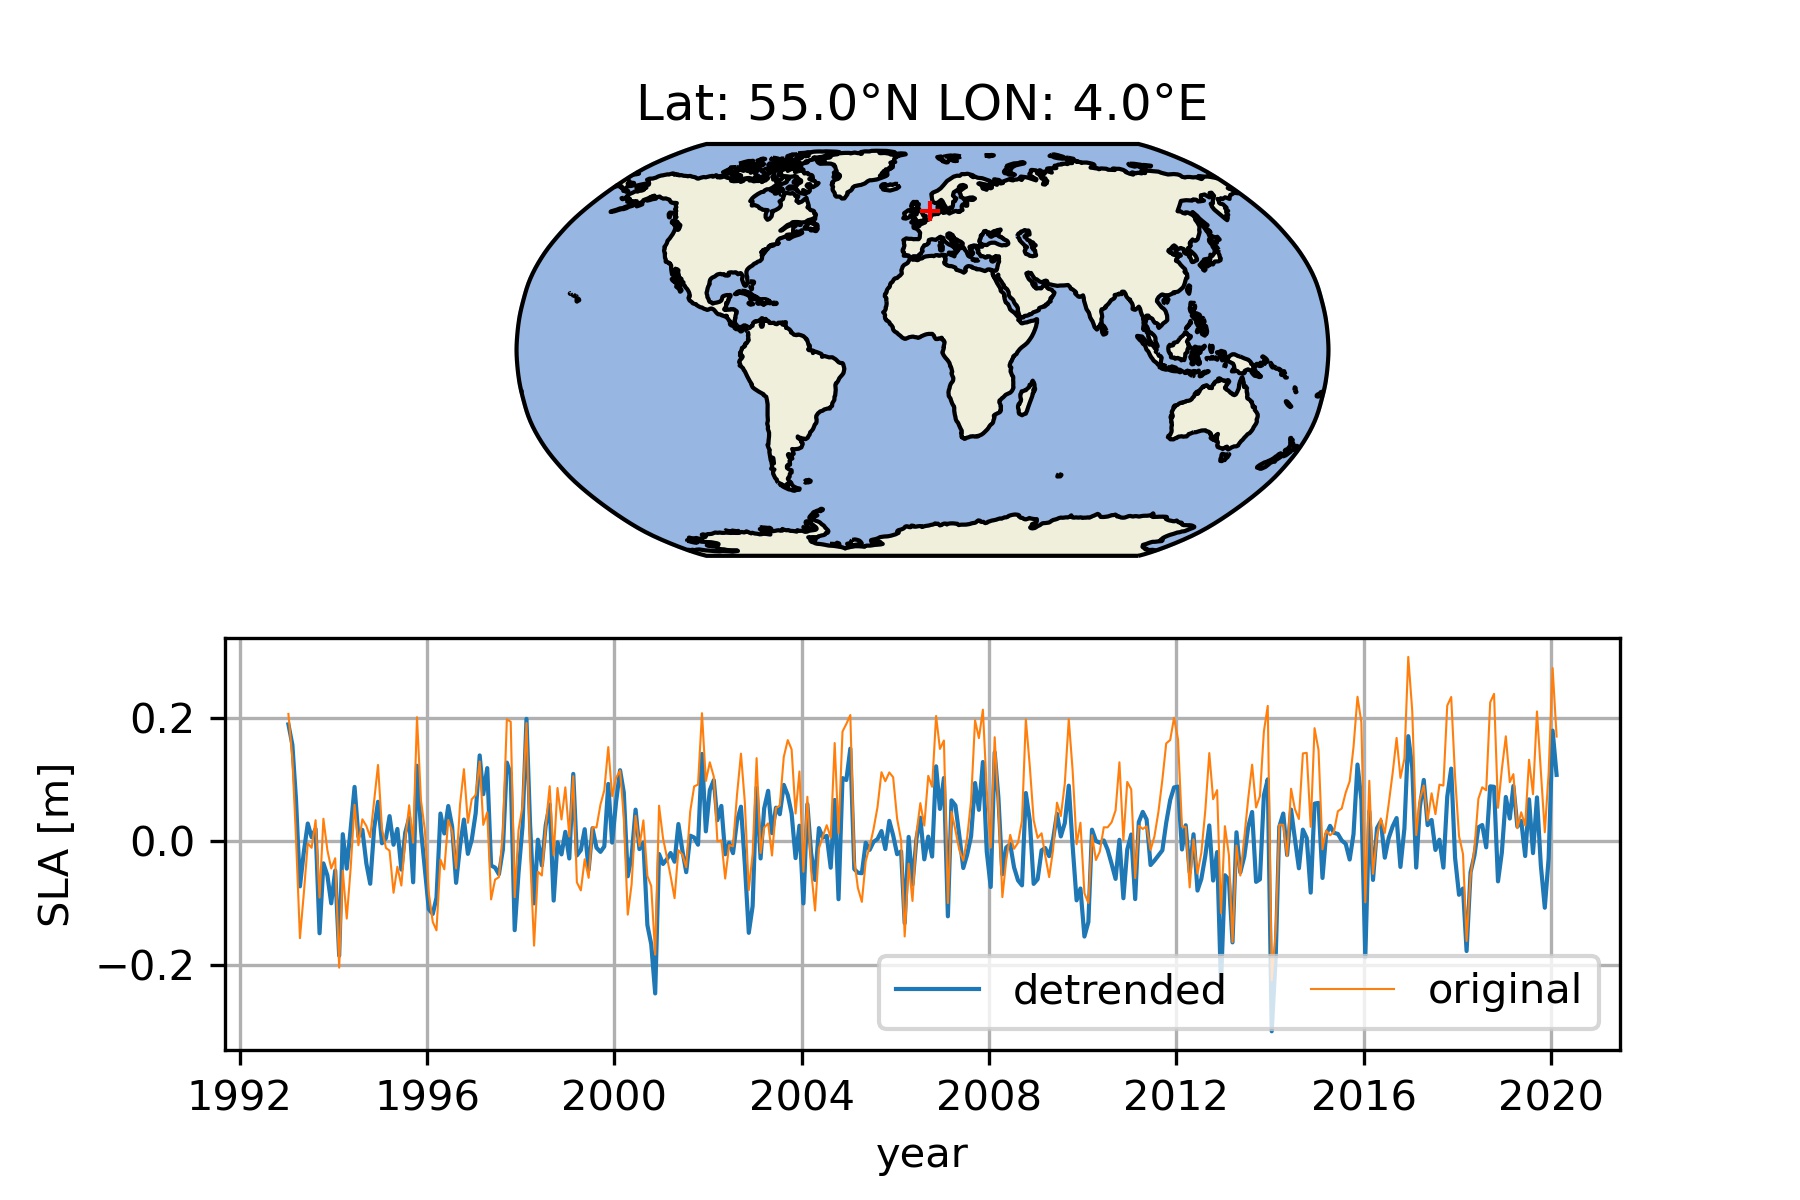 Lat: 55.0°N LON: 4.0°E
0.2
0.0
−0.2
SLA [m]
detrended original
1992 1996 2000 2004 2008 2012 2016 2020
year